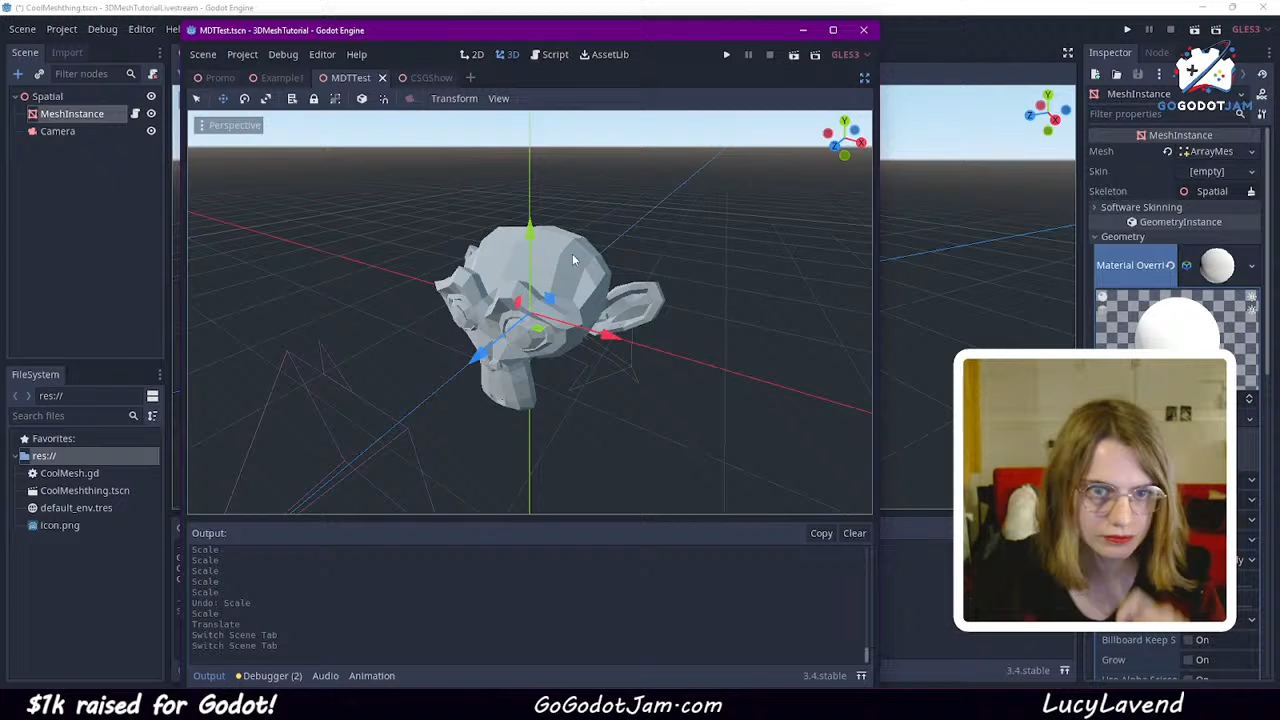 (*) CoolMeshthing.tscn - 3DMeshTutorialLivestream - Godot Engine
MDTTest.tscn - 3DMeshTutorial - Godot Engine
Scene Project Debug Editor
GLES3
Scene Project Debug Editor Help
2D 3D Script AssetLib
GLES3
Scene Import
Filter nodes
Promo Example1 MDTTest CSGShow
Inspector Node
GOGODOTJAM
Spatial
MeshInstance
Camera
Transform View
Perspective
MeshInstance
Filter properties
MeshInstance
Mesh ArrayMes
Skin [empty]
Skeleton Spatial
Software Skinning
GeometryInstance
Geometry
Material Overri
FileSystem
res://
Search files
Favorites:
res://
CoolMesh.gd
CoolMeshthing.tscn
default_env.tres
icon.png
Output:
Copy Clear
Scale
Scale
Scale
Scale
Scale
Undo: Scale
Scale
Translate
Switch Scene Tab
Switch Scene Tab
Output Debugger (2) Audio Animation
3.4.stable
Billboard Keep S On
Grow On
3.4.stable
$1k raised for Godot!
GoGodotJam.com
LucyLavend